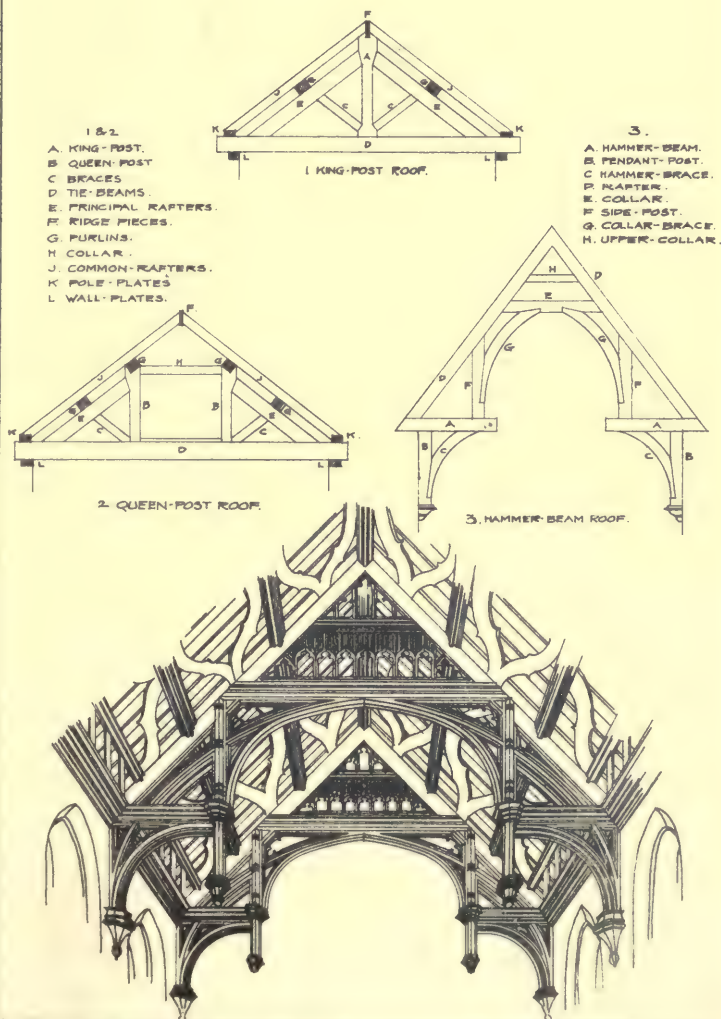 F
A
G
G
J
J
E
E
C
C
K
K
D
L
L
1 KING-POST ROOF.
1 & 2
A. KING-POST.
B QUEEN-POST
C BRACES
D TIE-BEAMS.
E. PRINCIPAL RAFTERS.
F. RIDGE PIECES.
G. PURLINS.
H COLLAR.
J. COMMON-RAFTERS.
K POLE-PLATES
L WALL-PLATES.
3.
A. HAMMER-BEAM.
B. PENDANT-POST.
C HAMMER-BRACE.
D. RAFTER.
E. COLLAR.
F SIDE-POST.
G. COLLAR-BRACE.
H. UPPER-COLLAR.
F
G
H
G
J
J
G
B
B
G
E
E
C
C
K
K
D
L
L
2 QUEEN-POST ROOF.
H
D
E
G
G
D
F
F
A
A
B
C
C
B
3. HAMMER-BEAM ROOF.